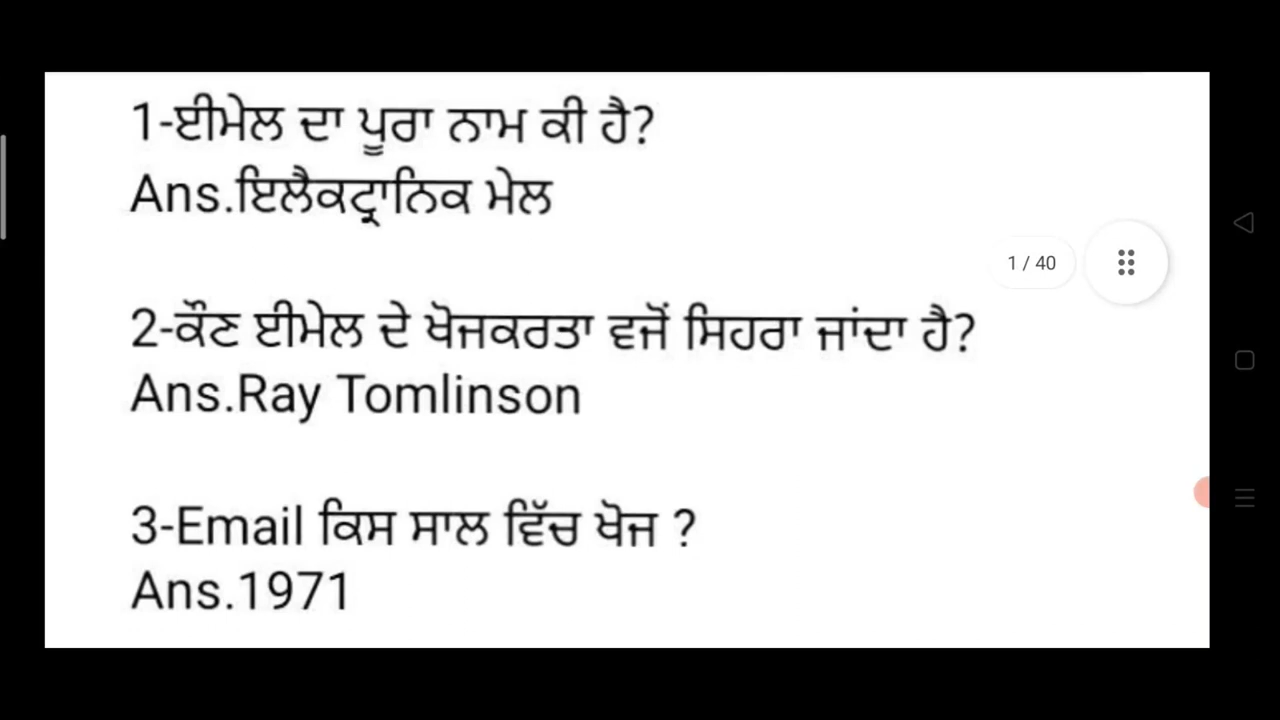 1-ਈਮੇਲ ਦਾ ਪੂਰਾ ਨਾਮ ਕੀ ਹੈ?
Ans.ਇਲੈਕਟ੍ਰਾਨਿਕ ਮੇਲ
1 / 40
2-ਕੌਣ ਈਮੇਲ ਦੇ ਖੋਜਕਰਤਾ ਵਜੋਂ ਸਿਹਰਾ ਜਾਂਦਾ ਹੈ?
Ans.Ray Tomlinson
3-Email ਕਿਸ ਸਾਲ ਵਿੱਚ ਖੋਜ ?
Ans.1971